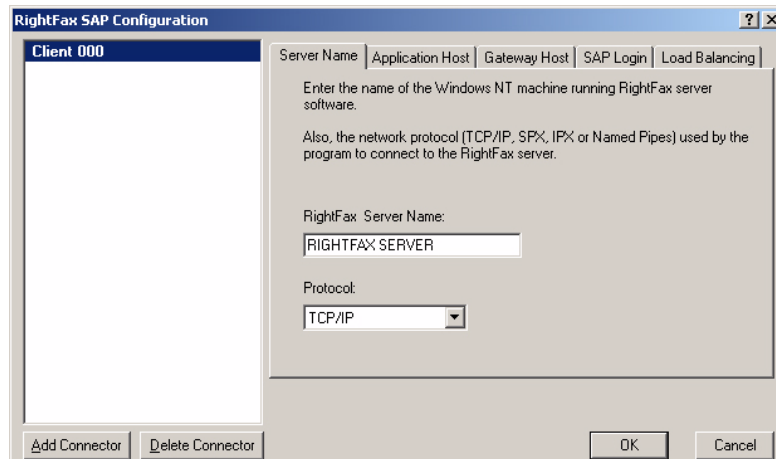 RightFax SAP Configuration
Client 000
Server Name Application Host Gateway Host SAP Login Load Balancing
Enter the name of the Windows NT machine running RightFax server
software.
Also, the network protocol (TCP/IP, SPX, IPX or Named Pipes) used by the
program to connect to the RightFax server.
RightFax Server Name:
RIGHTFAX SERVER
Protocol:
TCP/IP
Add Connector Delete Connector OK Cancel